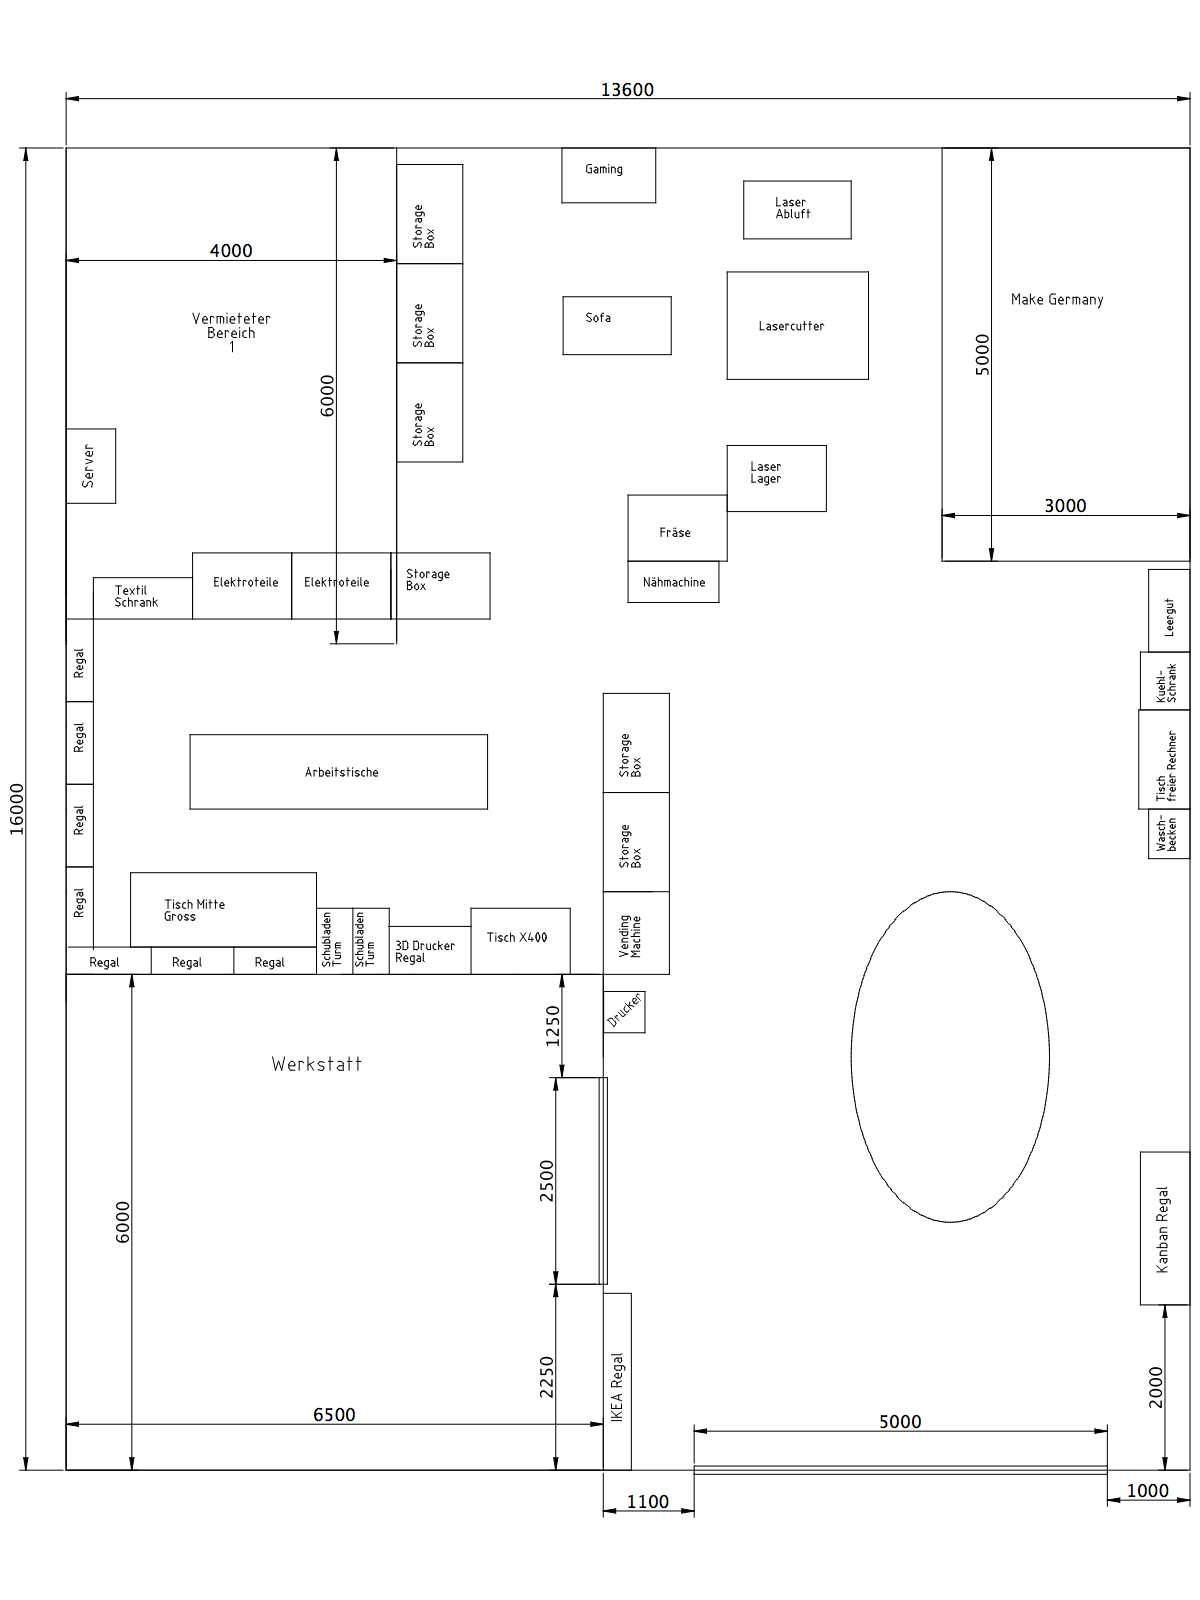 13600
Gaming
Laser
Abluft
Storage
Box
4000
Make Germany
Vermieteter
Bereich
1
Storage
Box
Sofa
Lasercutter
5000
6000
Storage
Box
Server
Laser
Lager
3000
Fräse
Textil
Schrank
Elektroteile
Elektroteile
Storage
Box
Nähmachine
Leergut
Regal
Kuehl-
Schrank
Regal
Storage
Box
Tisch
freier Rechner
Arbeitstische
16000
Regal
Storage
Box
Wasch-
becken
Regal
Tisch Mitte
Gross
Schubladen
Turm
Schubladen
Turm
3D Drucker
Regal
Tisch X400
Vending
Machine
Regal
Regal
Regal
Drucker
1250
Werkstatt
2500
6000
Kanban Regal
2250
IKEA Regal
2000
6500
5000
1100
1000